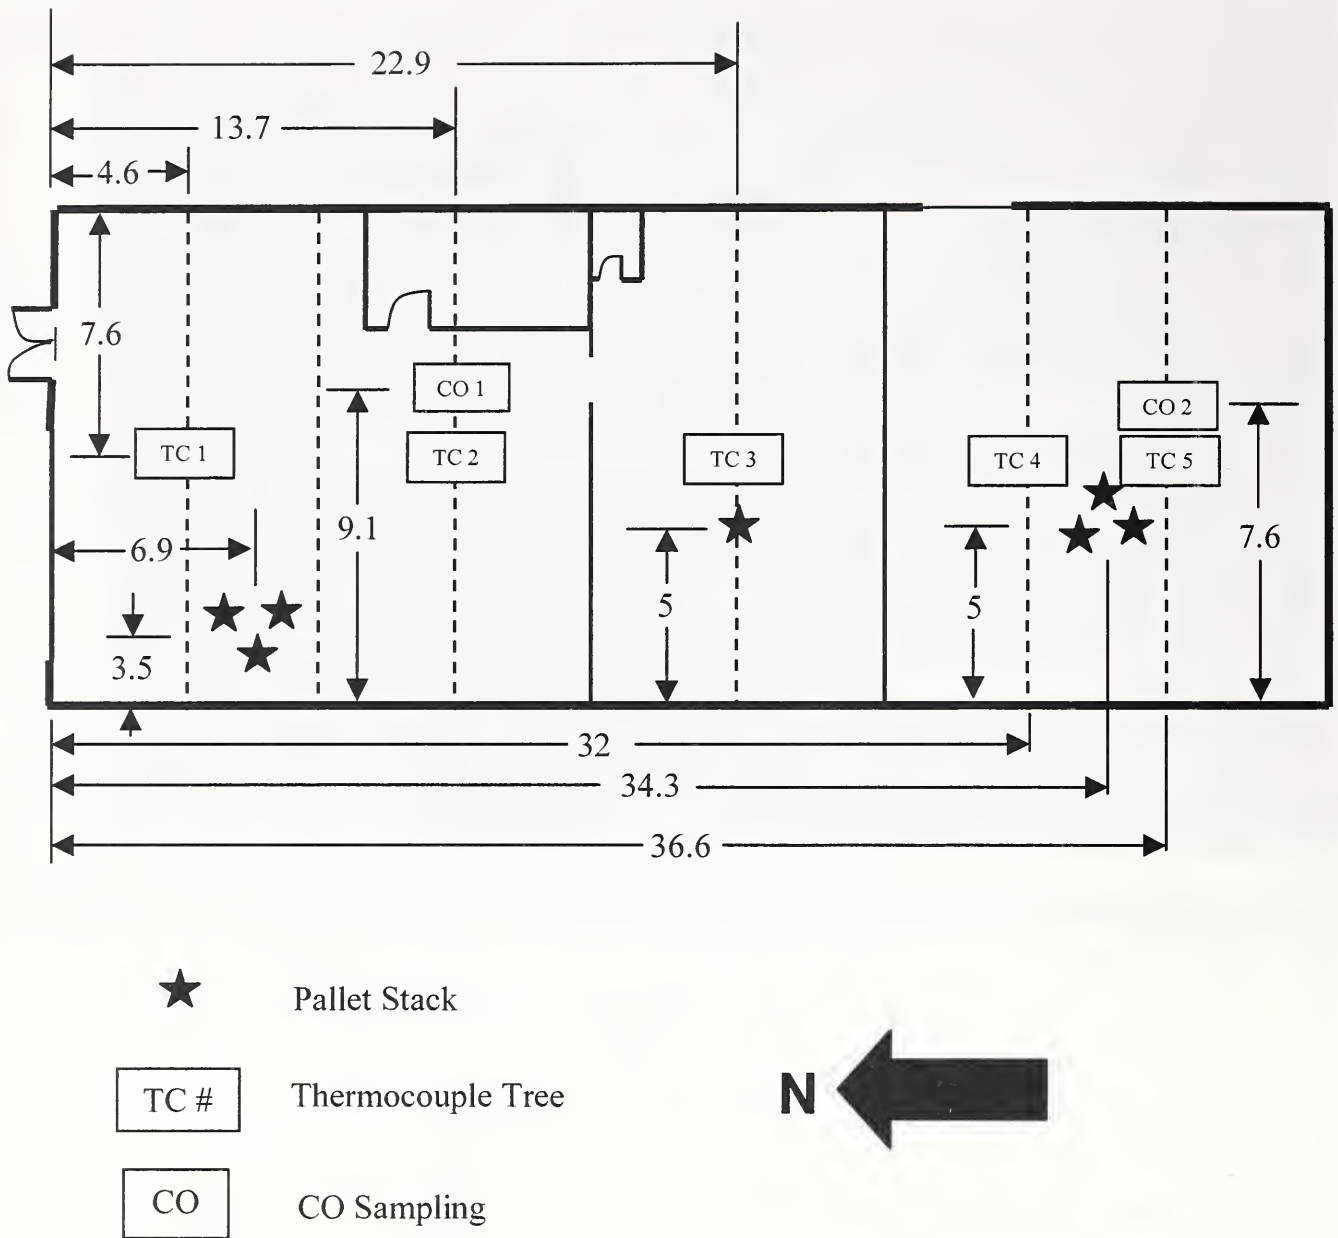 22.9
13.7
4.6
7.6
CO 1
CO 2
TC 1
TC 2
TC 3
TC 4
TC 5
9.1
6.9
7.6
5
5
3.5
32
34.3
36.6
Pallet Stack
TC #
Thermocouple Tree
N
CO
CO Sampling